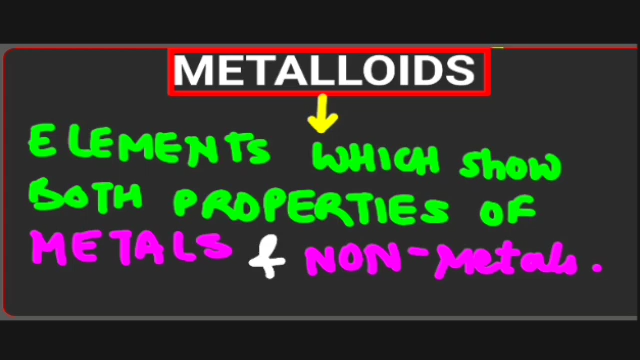 METALLOIDS
ELEMENTS WHICH show
BOTH PROPERTIES OF
METALS & NON-Metals.